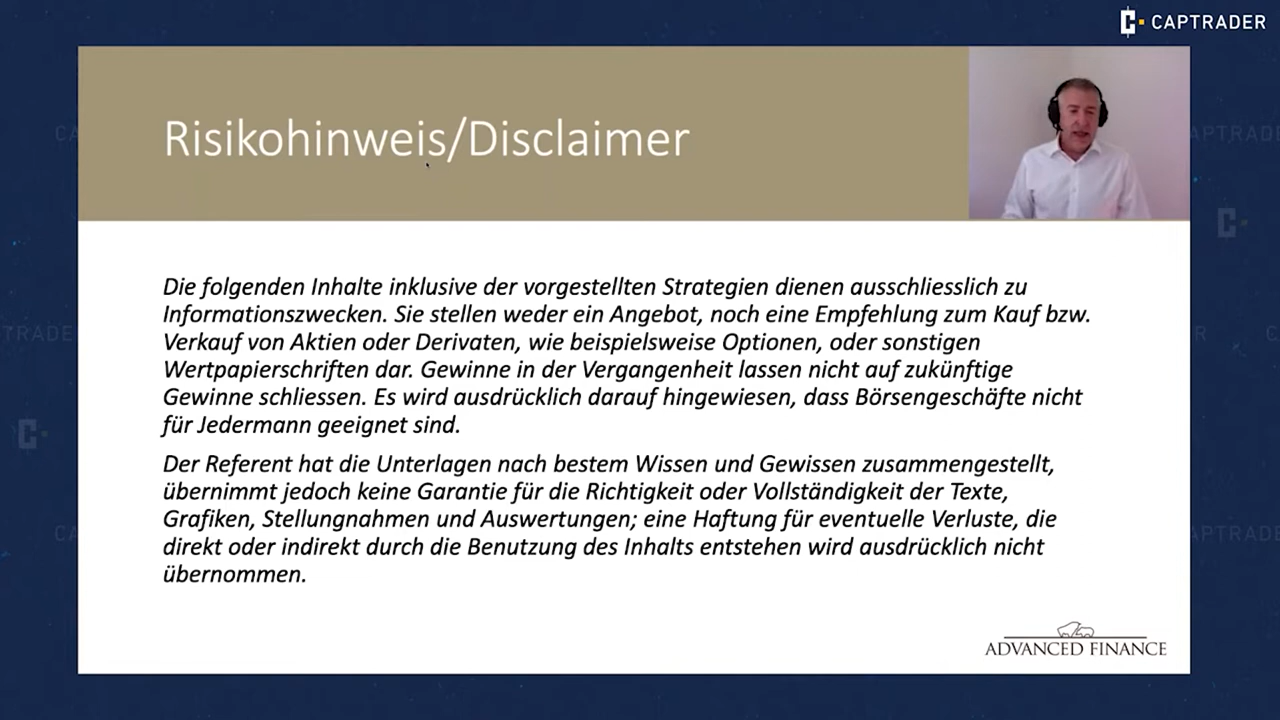 CAPTRADER
Risikohinweis/Disclaimer
Die folgenden Inhalte inklusive der vorgestellten Strategien dienen ausschliesslich zu
Informationszwecken. Sie stellen weder ein Angebot, noch eine Empfehlung zum Kauf bzw.
Verkauf von Aktien oder Derivaten, wie beispielsweise Optionen, oder sonstigen
Wertpapierschriften dar. Gewinne in der Vergangenheit lassen nicht auf zukünftige
Gewinne schliessen. Es wird ausdrücklich darauf hingewiesen, dass Börsengeschäfte nicht
für Jedermann geeignet sind.
Der Referent hat die Unterlagen nach bestem Wissen und Gewissen zusammengestellt,
übernimmt jedoch keine Garantie für die Richtigkeit oder Vollständigkeit der Texte,
Grafiken, Stellungnahmen und Auswertungen; eine Haftung für eventuelle Verluste, die
direkt oder indirekt durch die Benutzung des Inhalts entstehen wird ausdrücklich nicht
übernommen.
ADVANCED FINANCE